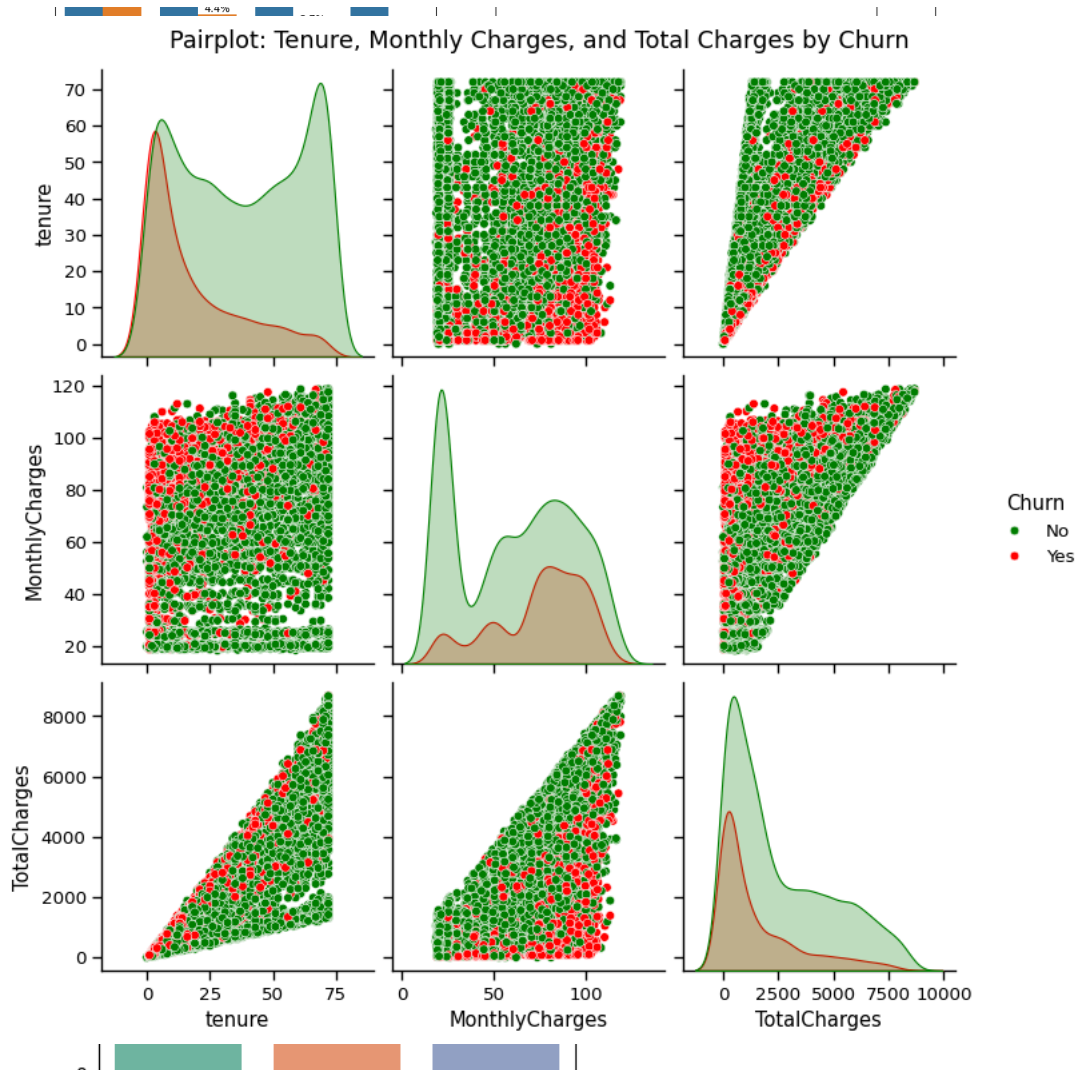 4.4%
Pairplot: Tenure, Monthly Charges, and Total Charges by Churn
70
60
50
40
30
20
10
0
tenure
120
100
80
60
40
20
MonthlyCharges
Churn
No
Yes
8000
6000
4000
2000
0
TotalCharges
0 25 50 75
0 50 100
0 2500 5000 7500 10000
tenure
MonthlyCharges
TotalCharges